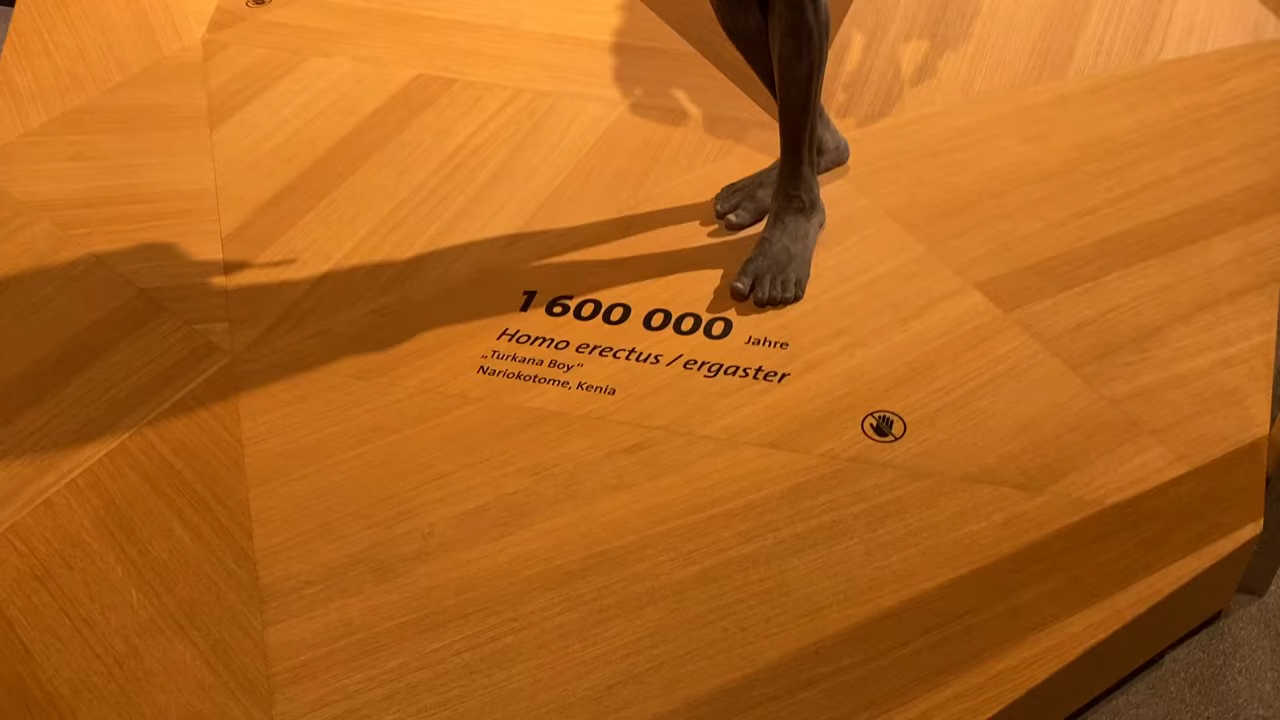 1 600 000 Jahre
Homo erectus / ergaster
„Turkana Boy“
Nariokotome, Kenia